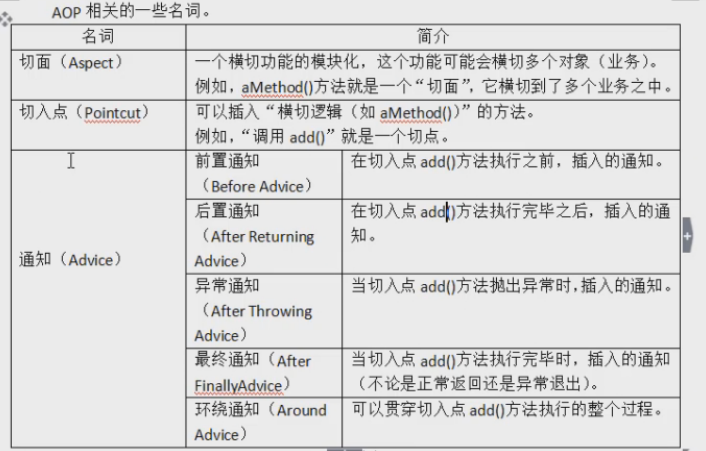 AOP 相关的一些名词。
名词 简介
切面（Aspect） 一个横切功能的模块化，这个功能可能会横切多个对象（业务）。
例如，aMethod()方法就是一个“切面”，它横切到了多个业务之中。
切入点（Pointcut） 可以插入“横切逻辑（如 aMethod()）”的方法。
例如，“调用 add()”就是一个切点。
通知（Advice）
前置通知
（Before Advice）
在切入点 add()方法执行之前，插入的通知。
后置通知
（After Returning
Advice）
在切入点 add()方法执行完毕之后，插入的通
知。
异常通知
（After Throwing
Advice）
当切入点 add()方法抛出异常时，插入的通知。
最终通知（After
FinallyAdvice）
当切入点 add()方法执行完毕时，插入的通知
（不论是正常返回还是异常退出）。
环绕通知（Around
Advice）
可以贯穿切入点 add()方法执行的整个过程。